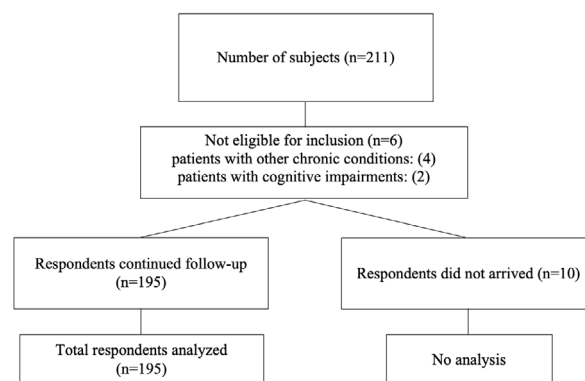 Number of subjects (n=211)
Not eligible for inclusion (n=6)
patients with other chronic conditions: (4)
patients with cognitive impairments: (2)
Respondents continued follow-up
(n=195)
Respondents did not arrived (n=10)
Total respondents analyzed
(n=195)
No analysis